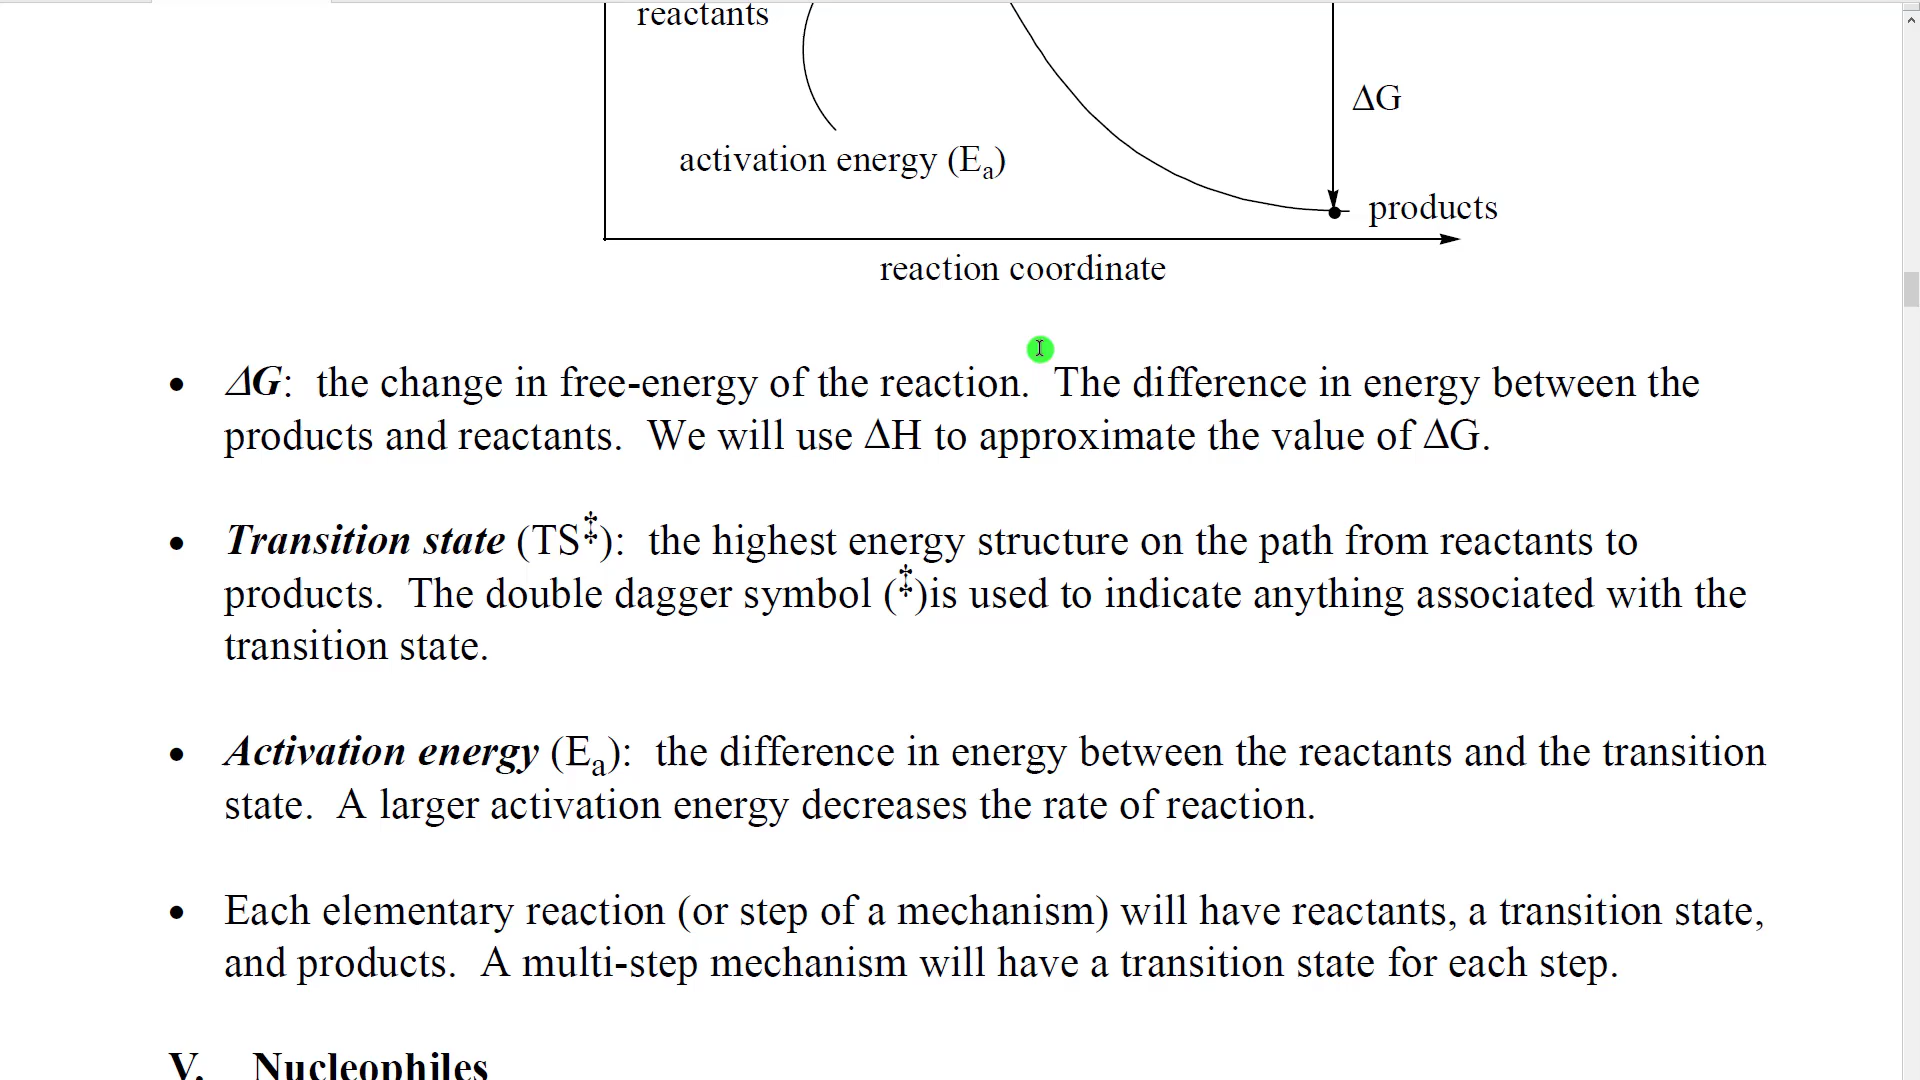 reactants
ΔG
activation energy (Ea)
products
reaction coordinate
• ΔG:  the change in free-energy of the reaction.  The difference in energy between the
products and reactants.  We will use ΔH to approximate the value of ΔG.
• Transition state (TS‡):  the highest energy structure on the path from reactants to
products.  The double dagger symbol (‡)is used to indicate anything associated with the
transition state.
• Activation energy (Ea):  the difference in energy between the reactants and the transition
state.  A larger activation energy decreases the rate of reaction.
• Each elementary reaction (or step of a mechanism) will have reactants, a transition state,
and products.  A multi-step mechanism will have a transition state for each step.
V. Nucleophiles